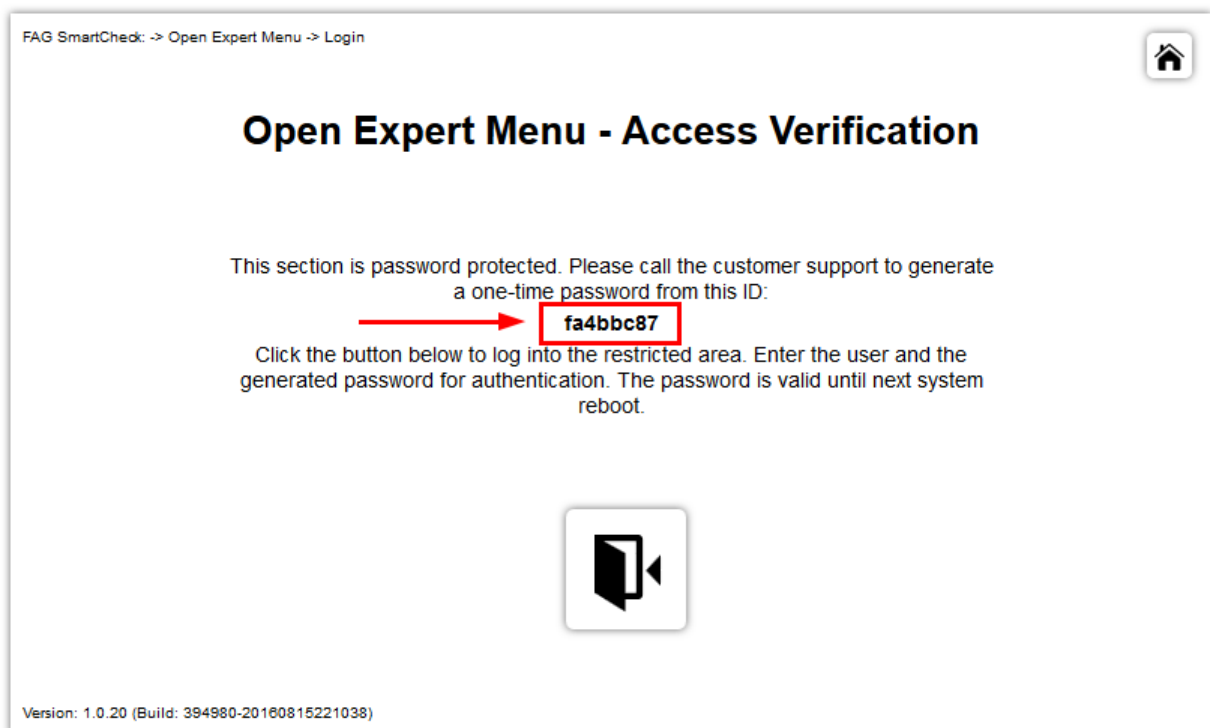 FAG SmartCheck: -> Open Expert Menu -> Login
Open Expert Menu - Access Verification
This section is password protected. Please call the customer support to generate
a one-time password from this ID:
fa4bbc87
Click the button below to log into the restricted area. Enter the user and the
generated password for authentication. The password is valid until next system
reboot.
Version: 1.0.20 (Build: 394980-20160815221038)